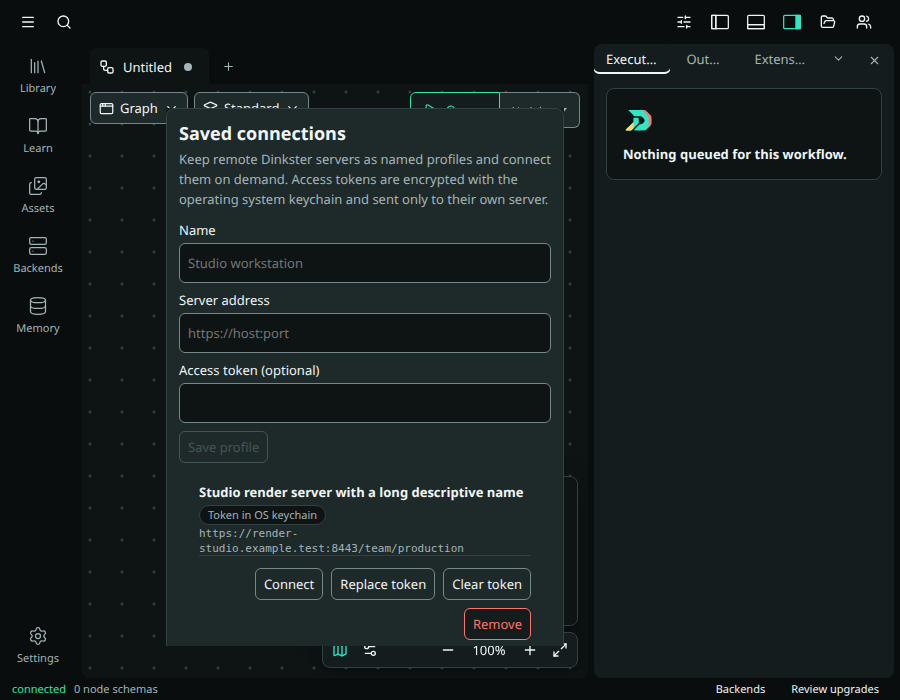 Untitled
Execut...
Out...
Extens...
Library
Learn
Assets
Backends
Memory
Settings
Graph
Standard
Nothing queued for this workflow.
Saved connections
Keep remote Dinkster servers as named profiles and connect
them on demand. Access tokens are encrypted with the
operating system keychain and sent only to their own server.
Name
Studio workstation
Server address
https://host:port
Access token (optional)
Save profile
Studio render server with a long descriptive name
Token in OS keychain
https://render-
studio.example.test:8443/team/production
Connect
Replace token
Clear token
Remove
100%
connected
0 node schemas
Backends
Review upgrades